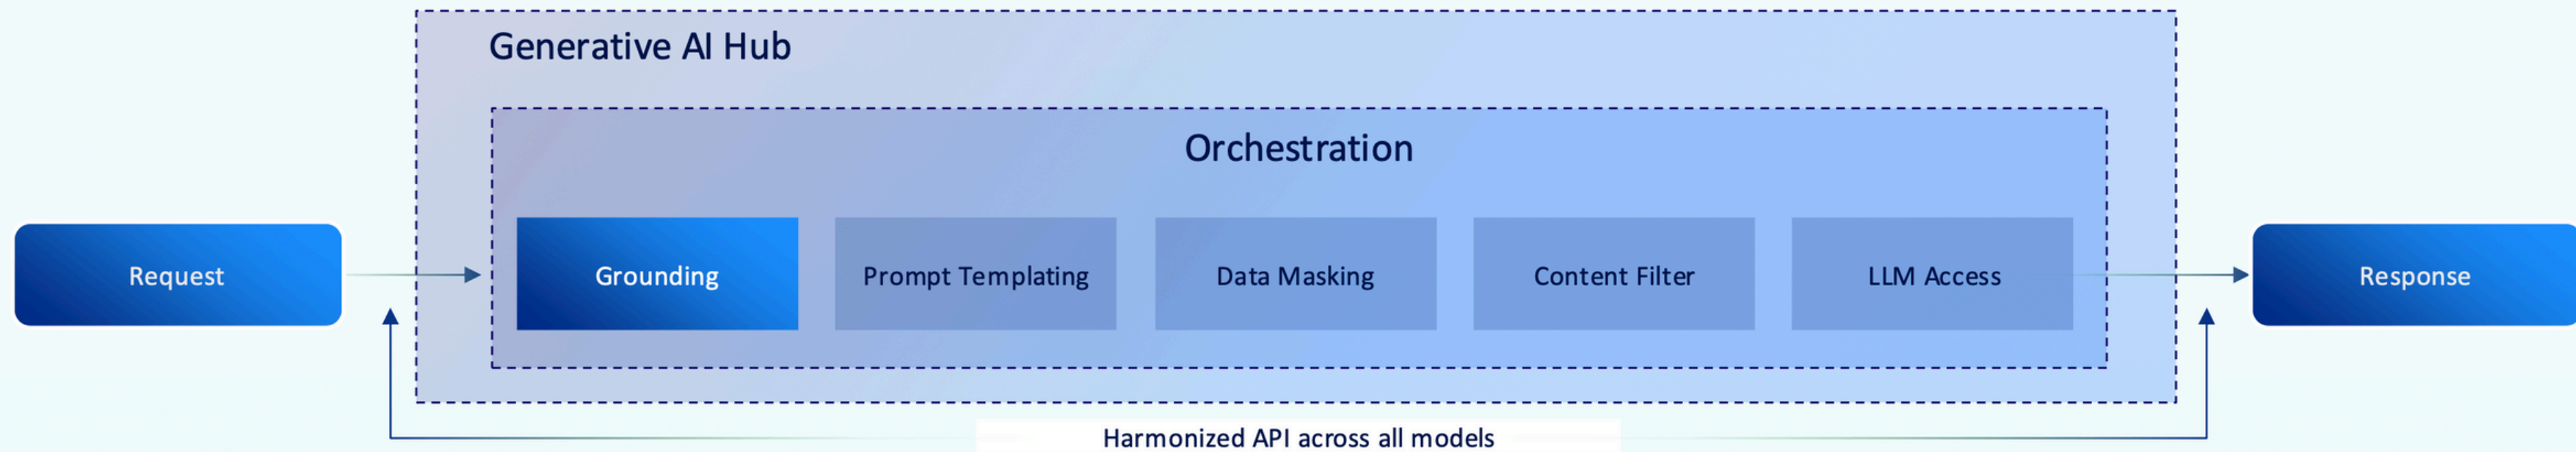 Generative AI Hub
Orchestration
Request
Grounding
Prompt Templating
Data Masking
Content Filter
LLM Access
Response
Harmonized API across all models